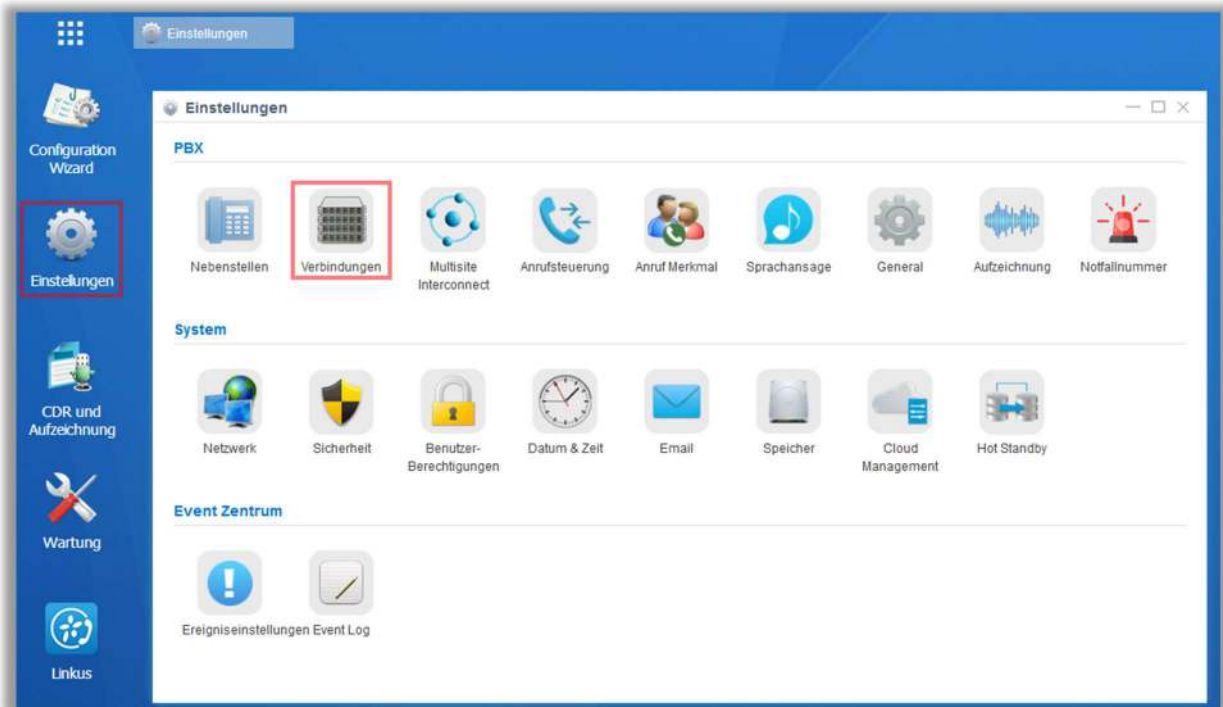 Einstellungen
Configuration
Wizard
Einstellungen
CDR und
Aufzeichnung
Wartung
Linkus
Einstellungen
PBX
Nebenstellen
Verbindungen
Multisite
Interconnect
Anrufsteuerung
Anruf Merkmal
Sprachansage
General
Aufzeichnung
Notfallnummer
System
Netzwerk
Sicherheit
Benutzer-
Berechtigungen
Datum & Zeit
Email
Speicher
Cloud
Management
Hot Standby
Event Zentrum
Ereigniseinstellungen
Event Log